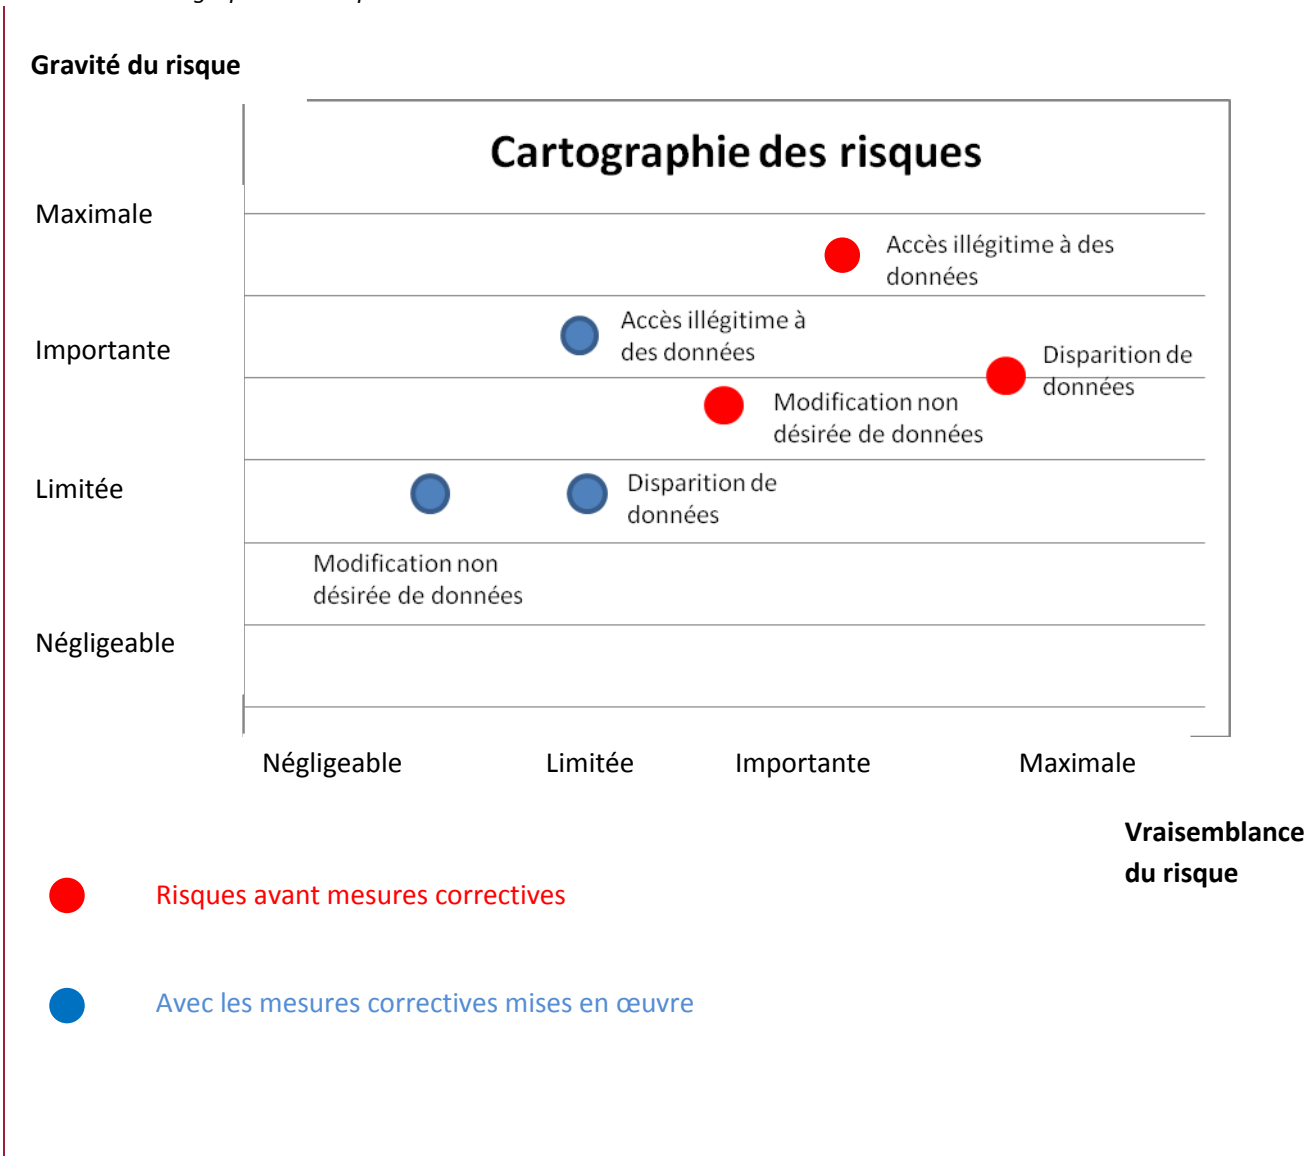 Gravité du risque
Cartographie des risques
Maximale
Accès illégitime à des
données
Accès illégitime à
des données
Importante
Disparition de
données
Modification non
désirée de données
Limitée
Disparition de
données
Modification non
désirée de données
Négligeable
Négligeable Limitée Importante Maximale
Vraisemblance
du risque
Risques avant mesures correctives
Avec les mesures correctives mises en œuvre